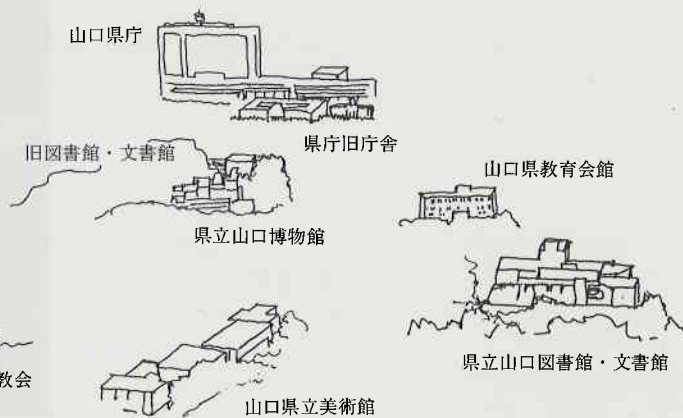 山口県庁
県庁旧庁舎
旧図書館・文書館
山口県教育会館
県立山口博物館
県立山口図書館・文書館
教会
山口県立美術館